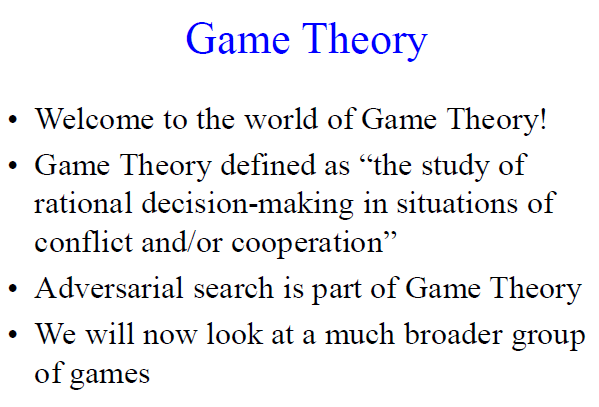 Game Theory
• Welcome to the world of Game Theory!
• Game Theory defined as “the study of
rational decision-making in situations of
conflict and/or cooperation”
• Adversarial search is part of Game Theory
• We will now look at a much broader group
of games